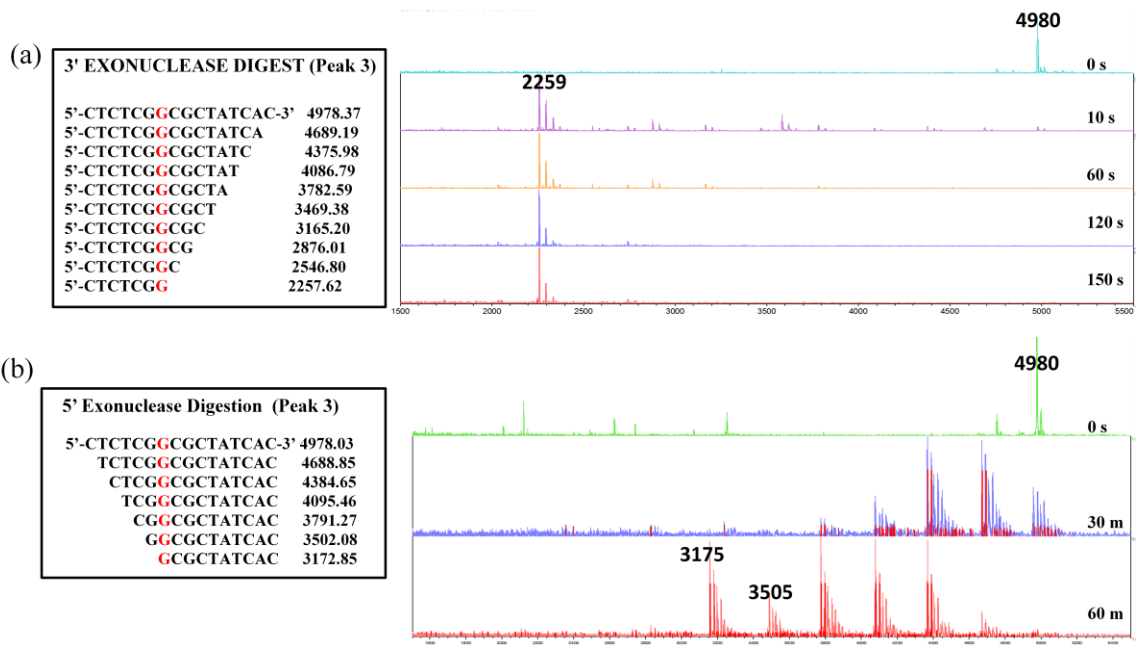 (a)
3' EXONUCLEASE DIGEST (Peak 3)
5'-CTCTCGGCGCTATCAC-3' 4978.37
5'-CTCTCGGCGCTATCA 4689.19
5'-CTCTCGGCGCTATC 4375.98
5'-CTCTCGGCGCTAT 4086.79
5'-CTCTCGGCGCTA 3782.59
5'-CTCTCGGCGCT 3469.38
5'-CTCTCGGCGC 3165.20
5'-CTCTCGGCG 2876.01
5'-CTCTCGGC 2546.80
5'-CTCTCGG 2257.62
4980
0 s
2259
10 s
60 s
120 s
150 s
1500 2000 2500 3000 3500 4000 4500 5000 5500
(b)
5' Exonuclease Digestion (Peak 3)
5'-CTCTCGGCGCTATCAC-3' 4978.03
TCTCGGCGCTATCAC 4688.85
CTCGGCGCTATCAC 4384.65
TCGGCGCTATCAC 4095.46
CGGCGCTATCAC 3791.27
GGCGCTATCAC 3502.08
GCGCTATCAC 3172.85
4980
0 s
30 m
3175
3505
60 m